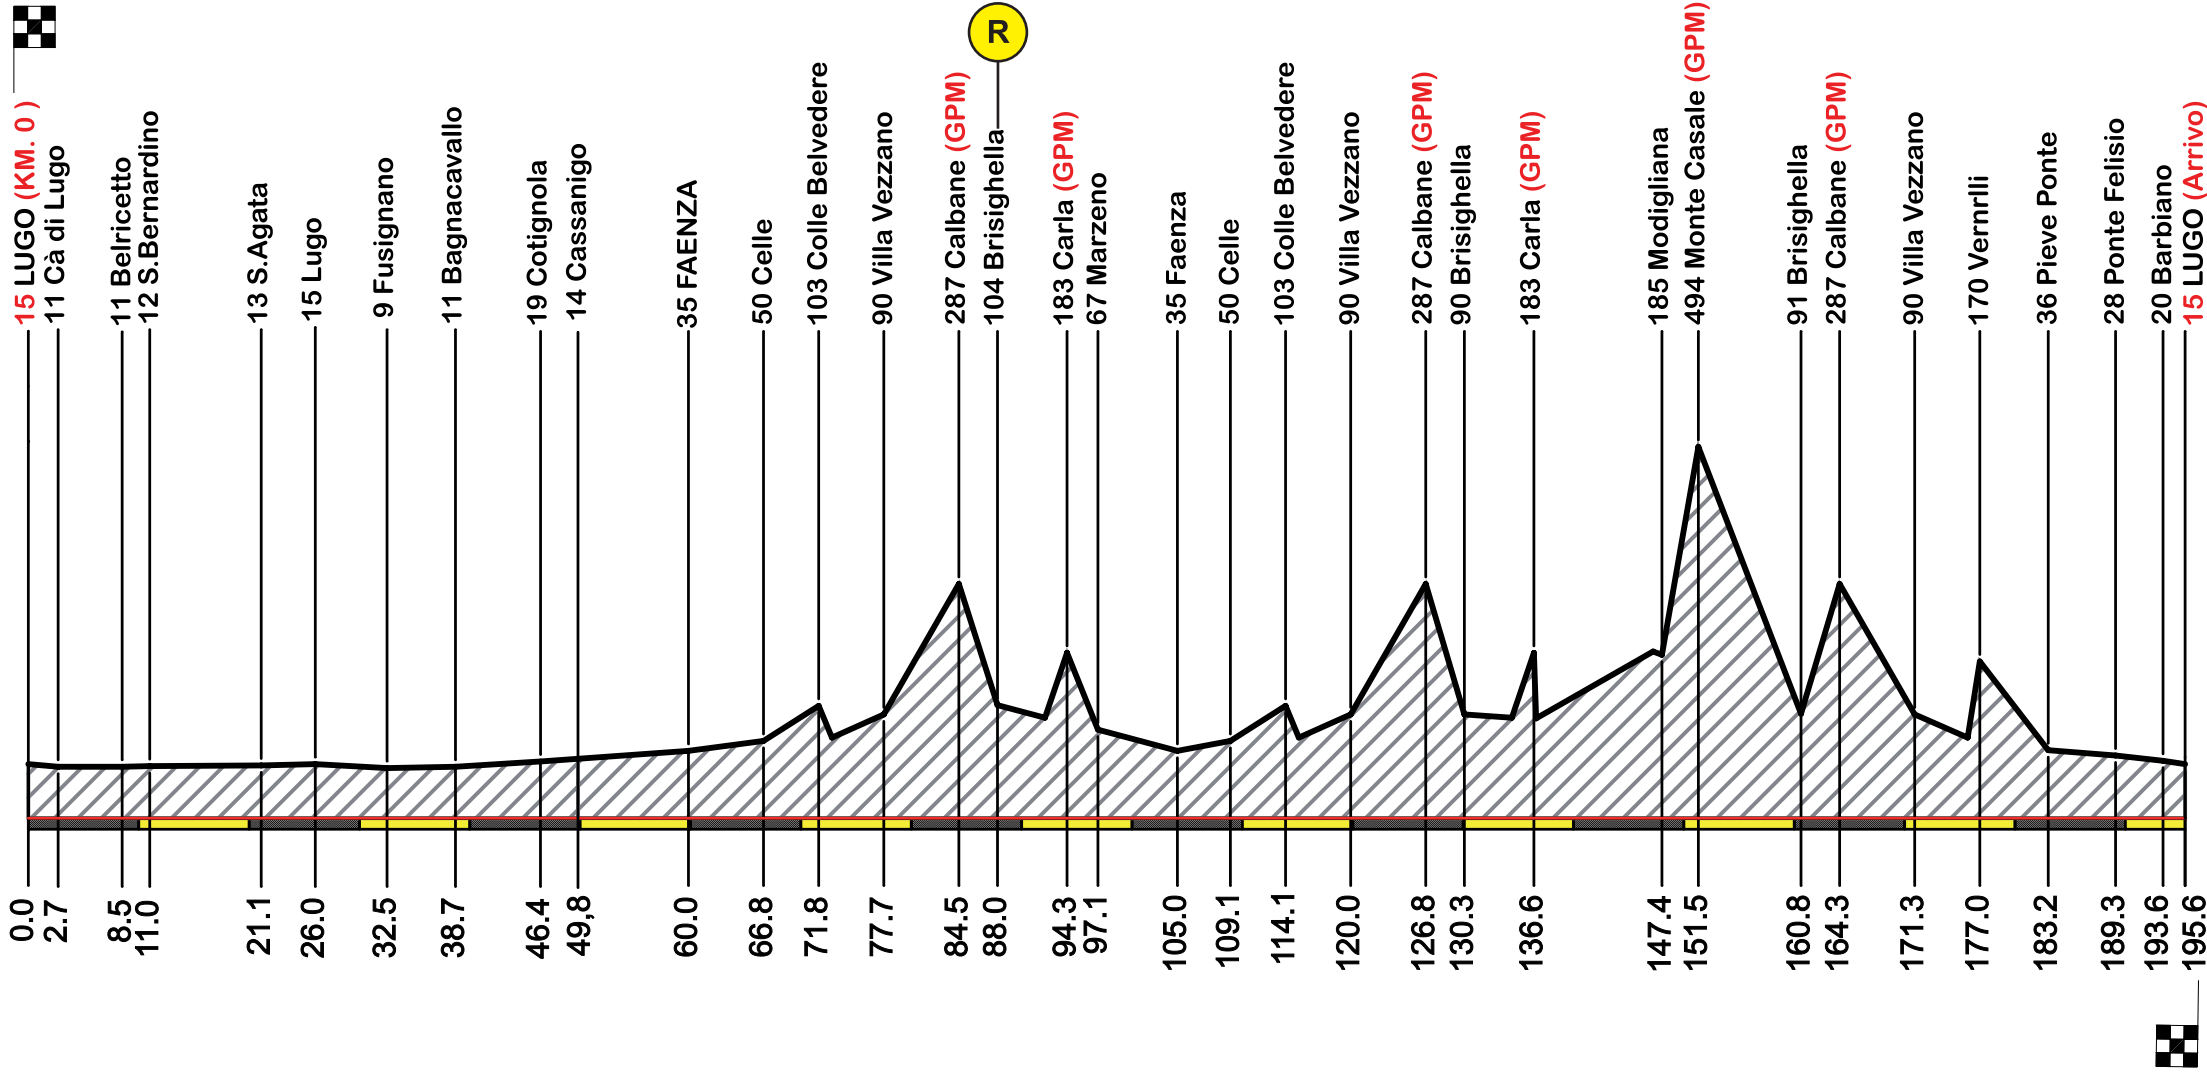 R
15 LUGO (KM. 0 )
11 Cà di Lugo
11 Belricetto
12 S.Bernardino
13 S.Agata
15 Lugo
9 Fusignano
11 Bagnacavallo
19 Cotignola
14 Cassanigo
35 FAENZA
50 Celle
103 Colle Belvedere
90 Villa Vezzano
287 Calbane (GPM)
104 Brisighella
183 Carla (GPM)
67 Marzeno
35 Faenza
50 Celle
103 Colle Belvedere
90 Villa Vezzano
287 Calbane (GPM)
90 Brisighella
183 Carla (GPM)
185 Modigliana
494 Monte Casale (GPM)
91 Brisighella
287 Calbane (GPM)
90 Villa Vezzano
170 Vernrlli
36 Pieve Ponte
28 Ponte Felisio
20 Barbiano
15 LUGO (Arrivo)
0.0
2.7
8.5
11.0
21.1
26.0
32.5
38.7
46.4
49,8
60.0
66.8
71.8
77.7
84.5
88.0
94.3
97.1
105.0
109.1
114.1
120.0
126.8
130.3
136.6
147.4
151.5
160.8
164.3
171.3
177.0
183.2
189.3
193.6
195.6